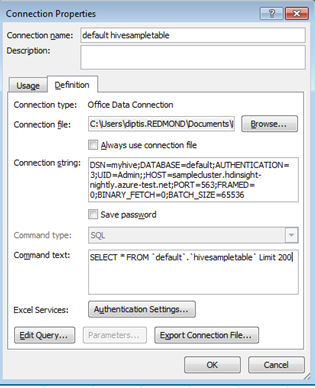 Connection Properties
Connection name: default hivesampletable
Description:
Usage Definition
Connection type: Office Data Connection
Connection file: C:\Users\diptis.REDMOND\Documents\ Browse...
Always use connection file
Connection string: DSN=myhive;DATABASE=default;AUTHENTICATION=
3;UID=Admin;;HOST=samplecluster.hdinsight-
nightly.azure-test.net;PORT=563;FRAMED=
0;BINARY_FETCH=0;BATCH_SIZE=65536
Save password
Command type: SQL
Command text: SELECT * FROM `default`.`hivesampletable` Limit 200
Excel Services: Authentication Settings...
Edit Query... Parameters... Export Connection File...
OK Cancel